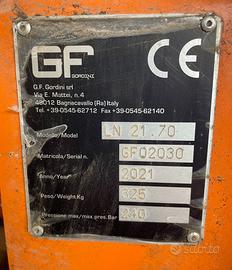 GF
GORDINI
CE
G.F. Gordini srl
Via E. Mattei, n.4
48012 Bagnacavallo (Ra) Italy
Tel. +39-0545-62712 Fax +39-0545-62140
Modello/Model LN 21.70
Matricola/Serial n. GF02030
Anno/Year 2021
Peso/Weight Kg 325
Pressione max/max pres. Bar 210
subito